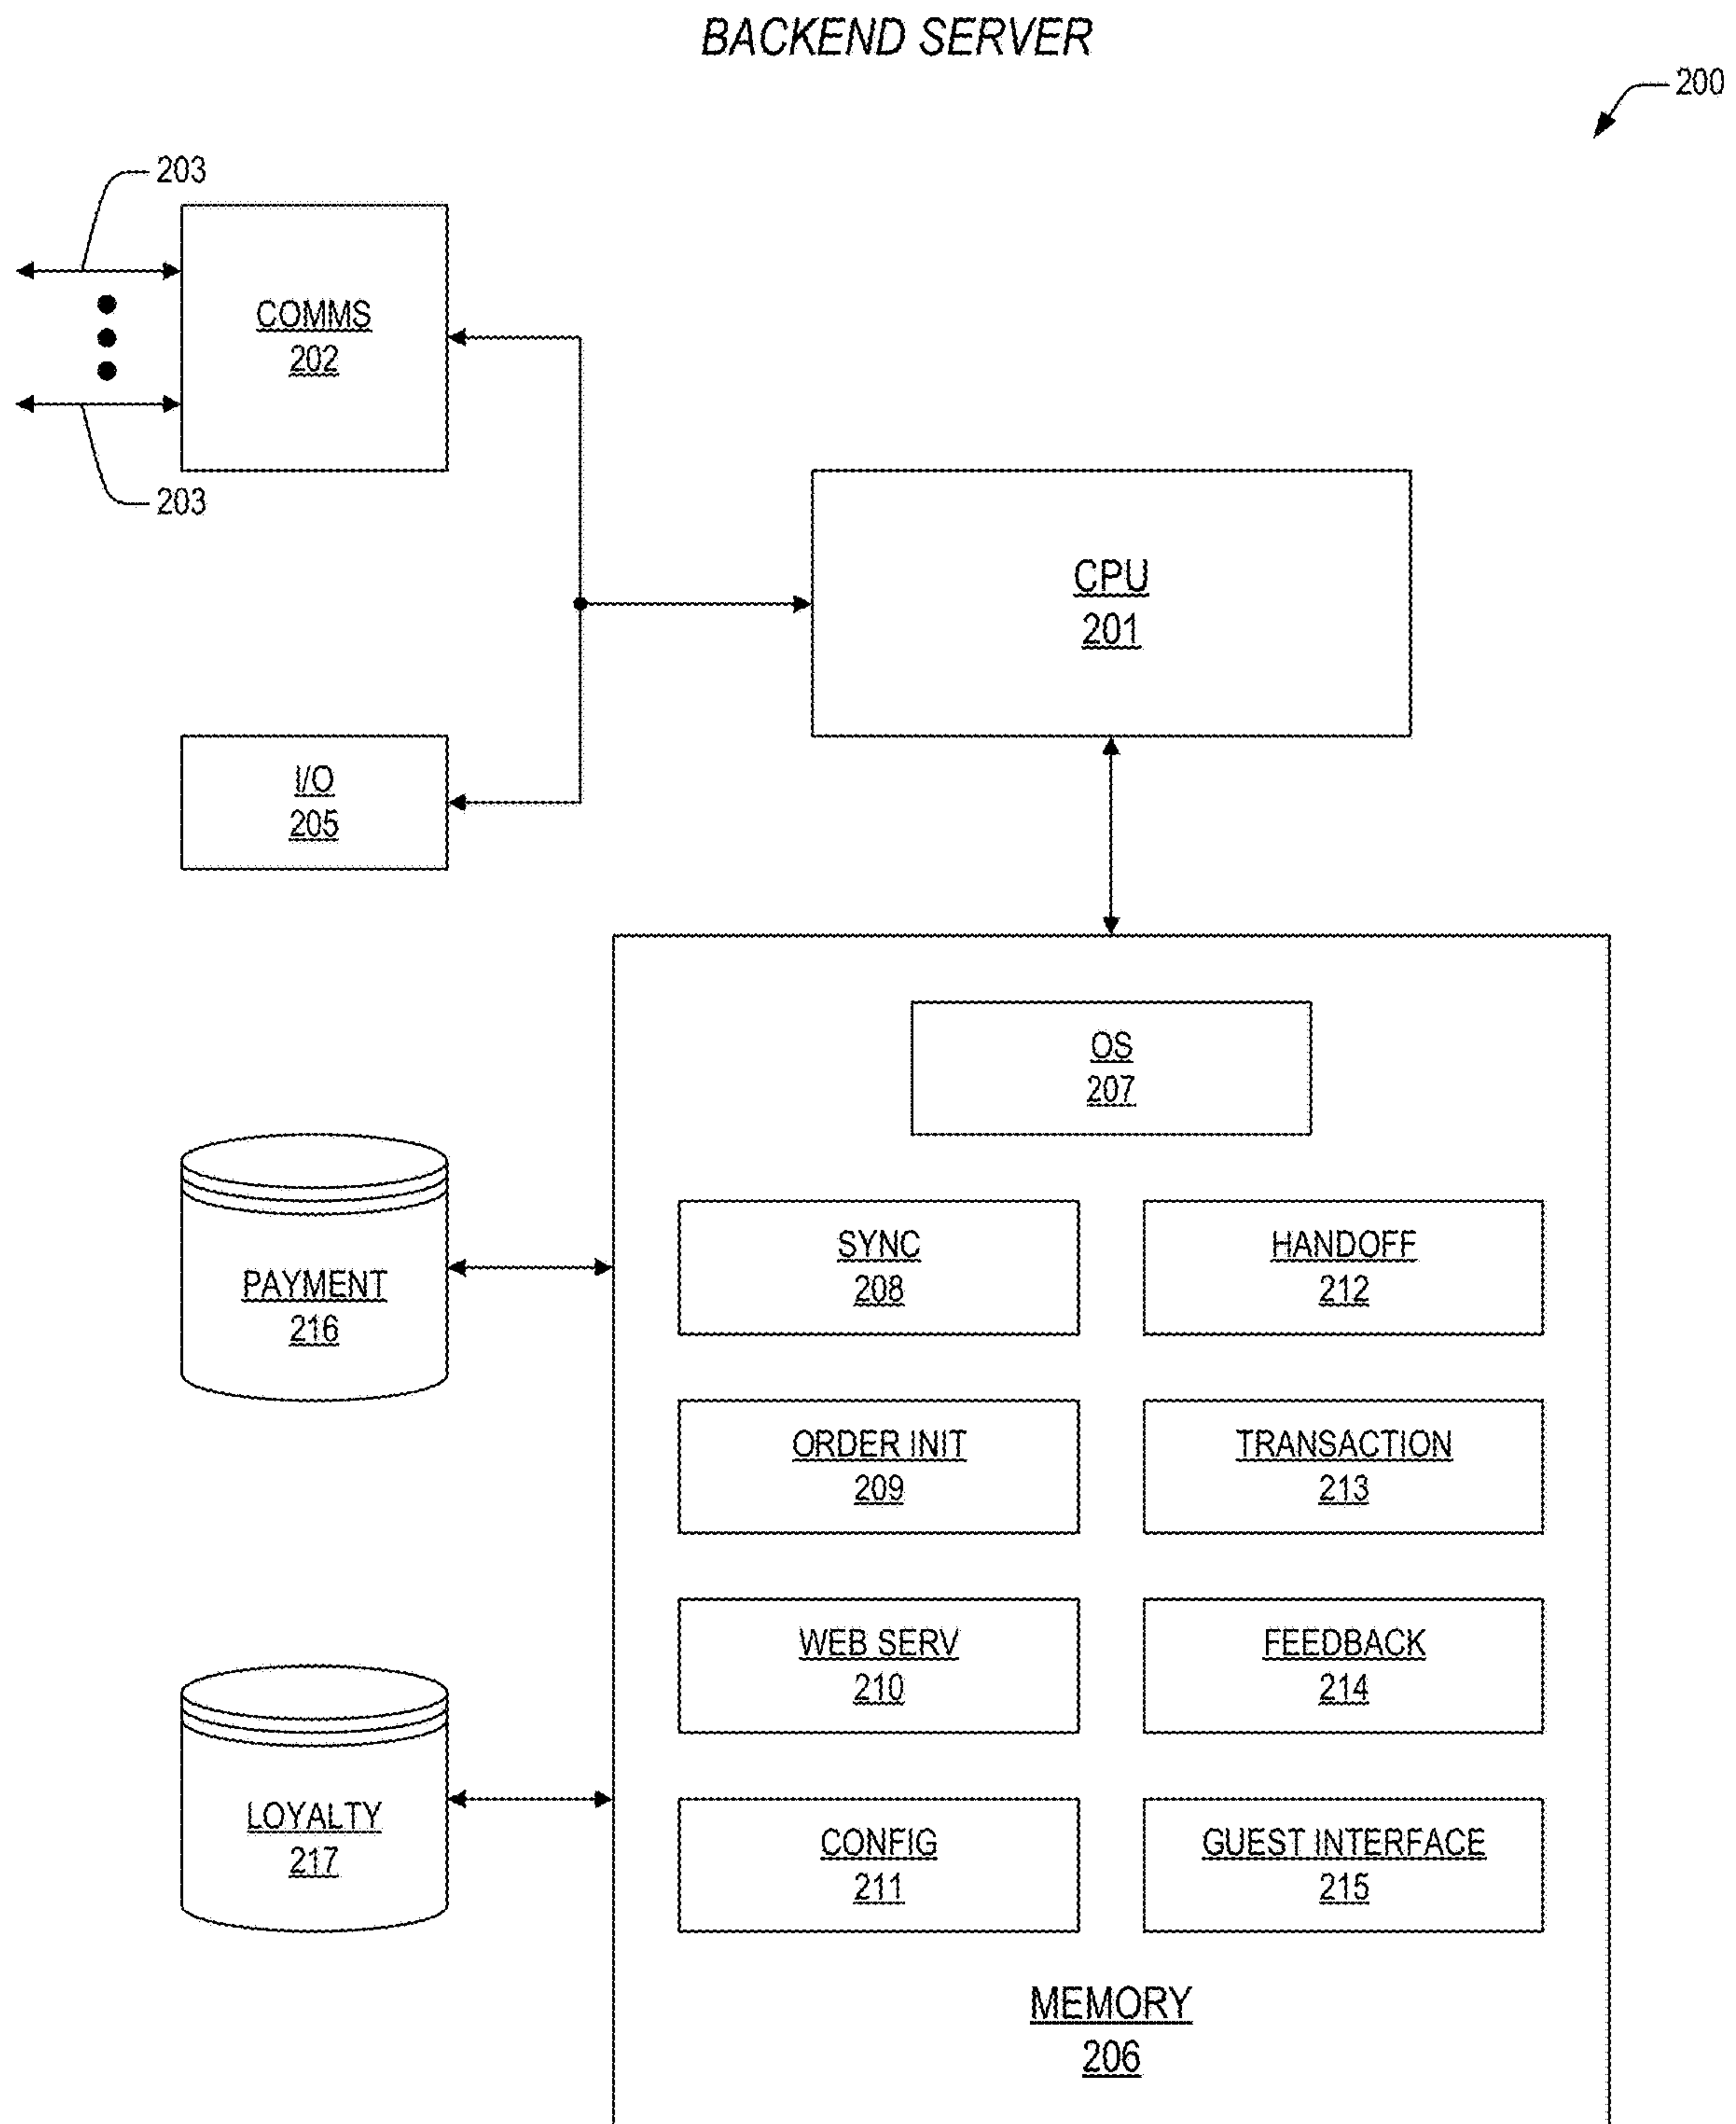 BACKEND SERVER
200
203
COMMS
202
203
CPU
201
I/O
205
OS
207
PAYMENT
216
SYNC
208
HANDOFF
212
ORDER INIT
209
TRANSACTION
213
WEB SERV
210
FEEDBACK
214
LOYALTY
217
CONFIG
211
GUEST INTERFACE
215
MEMORY
206